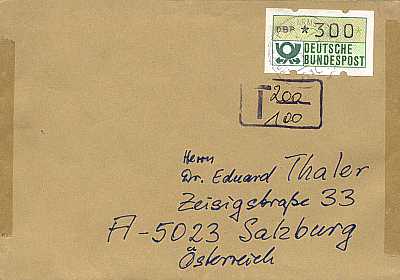 DBP *300
DEUTSCHE
BUNDESPOST
T 200
100
Herrn
Dr. Eduard Thaler
Zeisigstraße 33
A-5023 Salzburg
Österreich